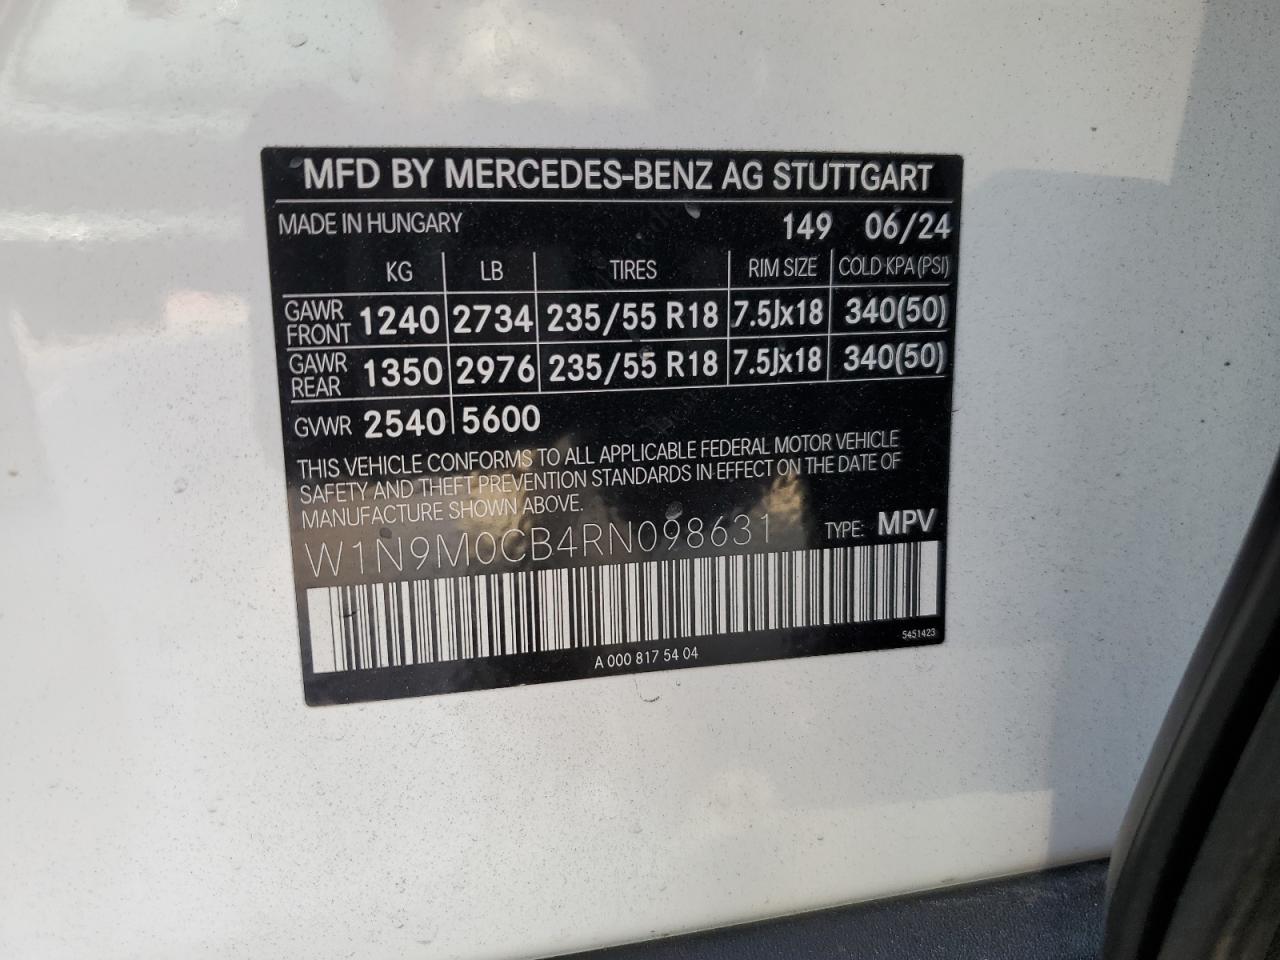 MFD BY MERCEDES-BENZ AG STUTTGART
MADE IN HUNGARY 149 06/24
KG LB TIRES RIM SIZE COLD KPA (PSI)
GAWR FRONT 1240 2734 235/55 R18 7.5Jx18 340(50)
GAWR REAR 1350 2976 235/55 R18 7.5Jx18 340(50)
GVWR 2540 5600
THIS VEHICLE CONFORMS TO ALL APPLICABLE FEDERAL MOTOR VEHICLE
SAFETY AND THEFT PREVENTION STANDARDS IN EFFECT ON THE DATE OF
MANUFACTURE SHOWN ABOVE.
W1N9M0CB4RN098631 TYPE: MPV
5451423
A 000 817 54 04